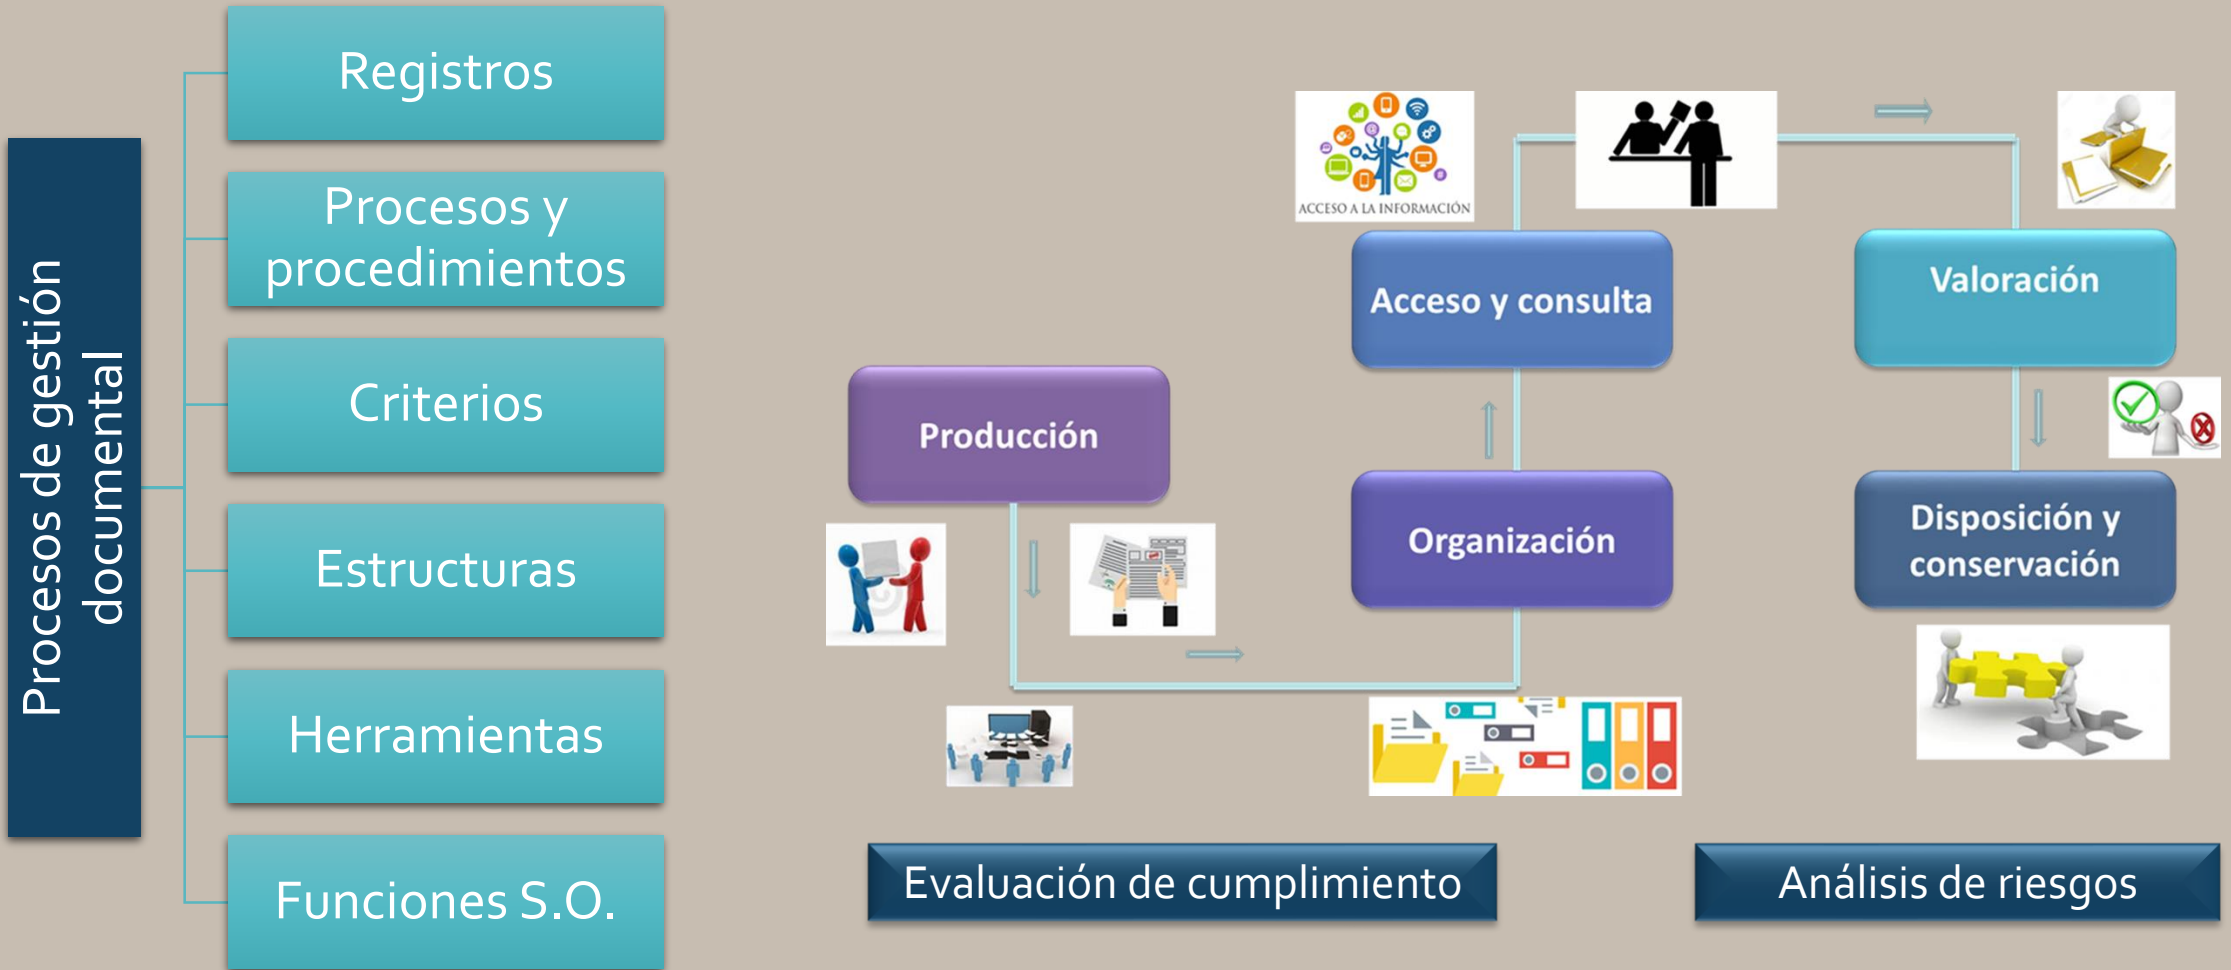 Procesos de gestión
documental
Registros
Procesos y
procedimientos
Criterios
Estructuras
Herramientas
Funciones S.O.
Producción
Organización
Acceso y consulta
ACCESO A LA INFORMACIÓN
Valoración
Disposición y
conservación
Evaluación de cumplimiento
Análisis de riesgos